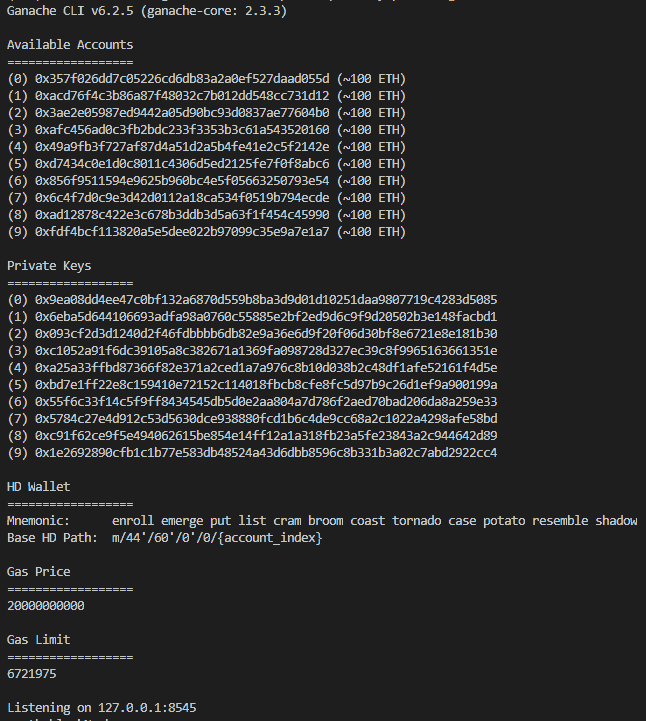 Ganache CLI v6.2.5 (ganache-core: 2.3.3)
Available Accounts
==================
(0) 0x357f026dd7c05226cd6db83a2a0ef527daad055d (~100 ETH)
(1) 0xacd76f4c3b86a87f48032c7b012dd548cc731d12 (~100 ETH)
(2) 0x3ae2e05987ed9442a05d90bc93d0837ae77604b0 (~100 ETH)
(3) 0xafc456ad0c3fb2bdc233f3353b3c61a543520160 (~100 ETH)
(4) 0x49a9fb3f727af87d4a51d2a5b4fe41e2c5f2142e (~100 ETH)
(5) 0xd7434c0e1d0c8011c4306d5ed2125fe7f0f8abc6 (~100 ETH)
(6) 0x856f9511594e9625b960bc4e5f05663250793e54 (~100 ETH)
(7) 0x6c4f7d0c9e3d42d0112a18ca534f0519b794ecde (~100 ETH)
(8) 0xad12878c422e3c678b3ddb3d5a63f1f454c45990 (~100 ETH)
(9) 0xfdf4bcf113820a5e5dee022b97099c35e9a7e1a7 (~100 ETH)
Private Keys
==================
(0) 0x9ea08dd4ee47c0bf132a6870d559b8ba3d9d01d10251daa9807719c4283d5085
(1) 0x6eba5d644106693adfa98a0760c55885e2bf2ed9d6c9f9d20502b3e148facbd1
(2) 0x093cf2d3d1240d2f46fdbbbb6db82e9a36e6d9f20f06d30bf8e6721e8e181b30
(3) 0xc1052a91f6dc39105a8c382671a1369fa098728d327ec39c8f9965163661351e
(4) 0xa25a33ffbd87366f82e371a2ced1a7a976c8b10d038b2c48df1afe52161f4d5e
(5) 0xbd7e1ff22e8c159410e72152c114018fbcb8cfe8fc5d97b9c26d1ef9a900199a
(6) 0x55f6c33f14c5f9ff8434545db5d0e2aa804a7d786f2aed70bad206da8a259e33
(7) 0x5784c27e4d912c53d5630dce938880fcd1b6c4de9cc68a2c1022a4298afe58bd
(8) 0xc91f62ce9f5e494062615be854e14ff12a1a318fb23a5fe23843a2c944642d89
(9) 0x1e2692890cfb1c1b77e583db48524a43d6dbb8596c8b331b3a02c7abd2922cc4
HD Wallet
==================
Mnemonic:      enroll emerge put list cram broom coast tornado case potato resemble shadow
Base HD Path:  m/44'/60'/0'/0/{account_index}
Gas Price
==================
20000000000
Gas Limit
==================
6721975
Listening on 127.0.0.1:8545